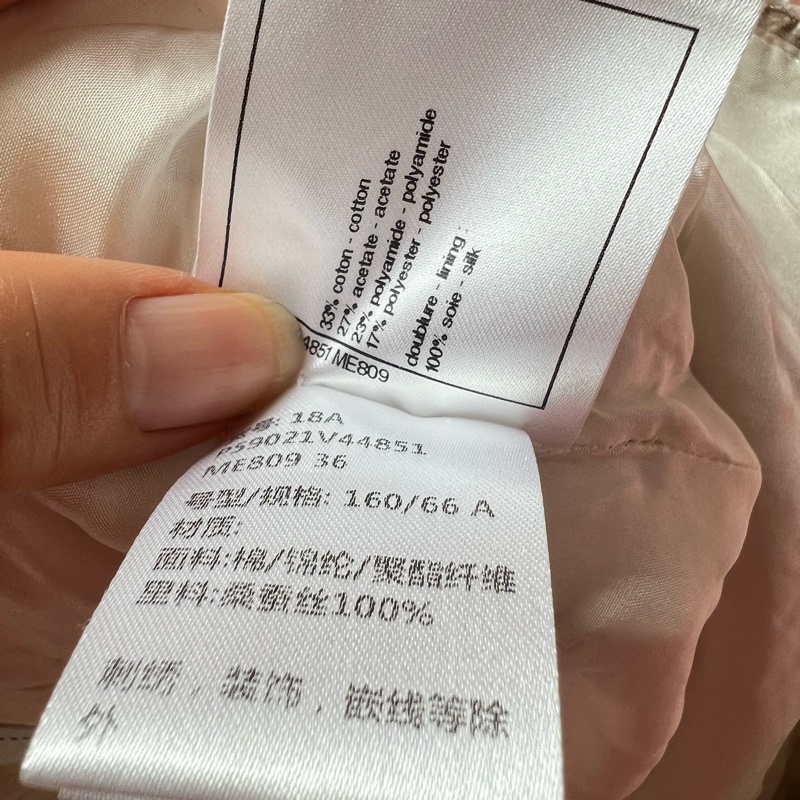 33% coton - cotton
27% acetate - acetate
23% polyamide - polyamide
17% polyester - polyester
doublure - lining :
100% soie - silk
44851 ME809
号: 18A
P59021V44851
ME809 36
号型/规格: 160/66 A
材质:
面料:棉/锦纶/聚酯纤维
里料:桑蚕丝100%
刺绣，装饰，嵌线等除
外